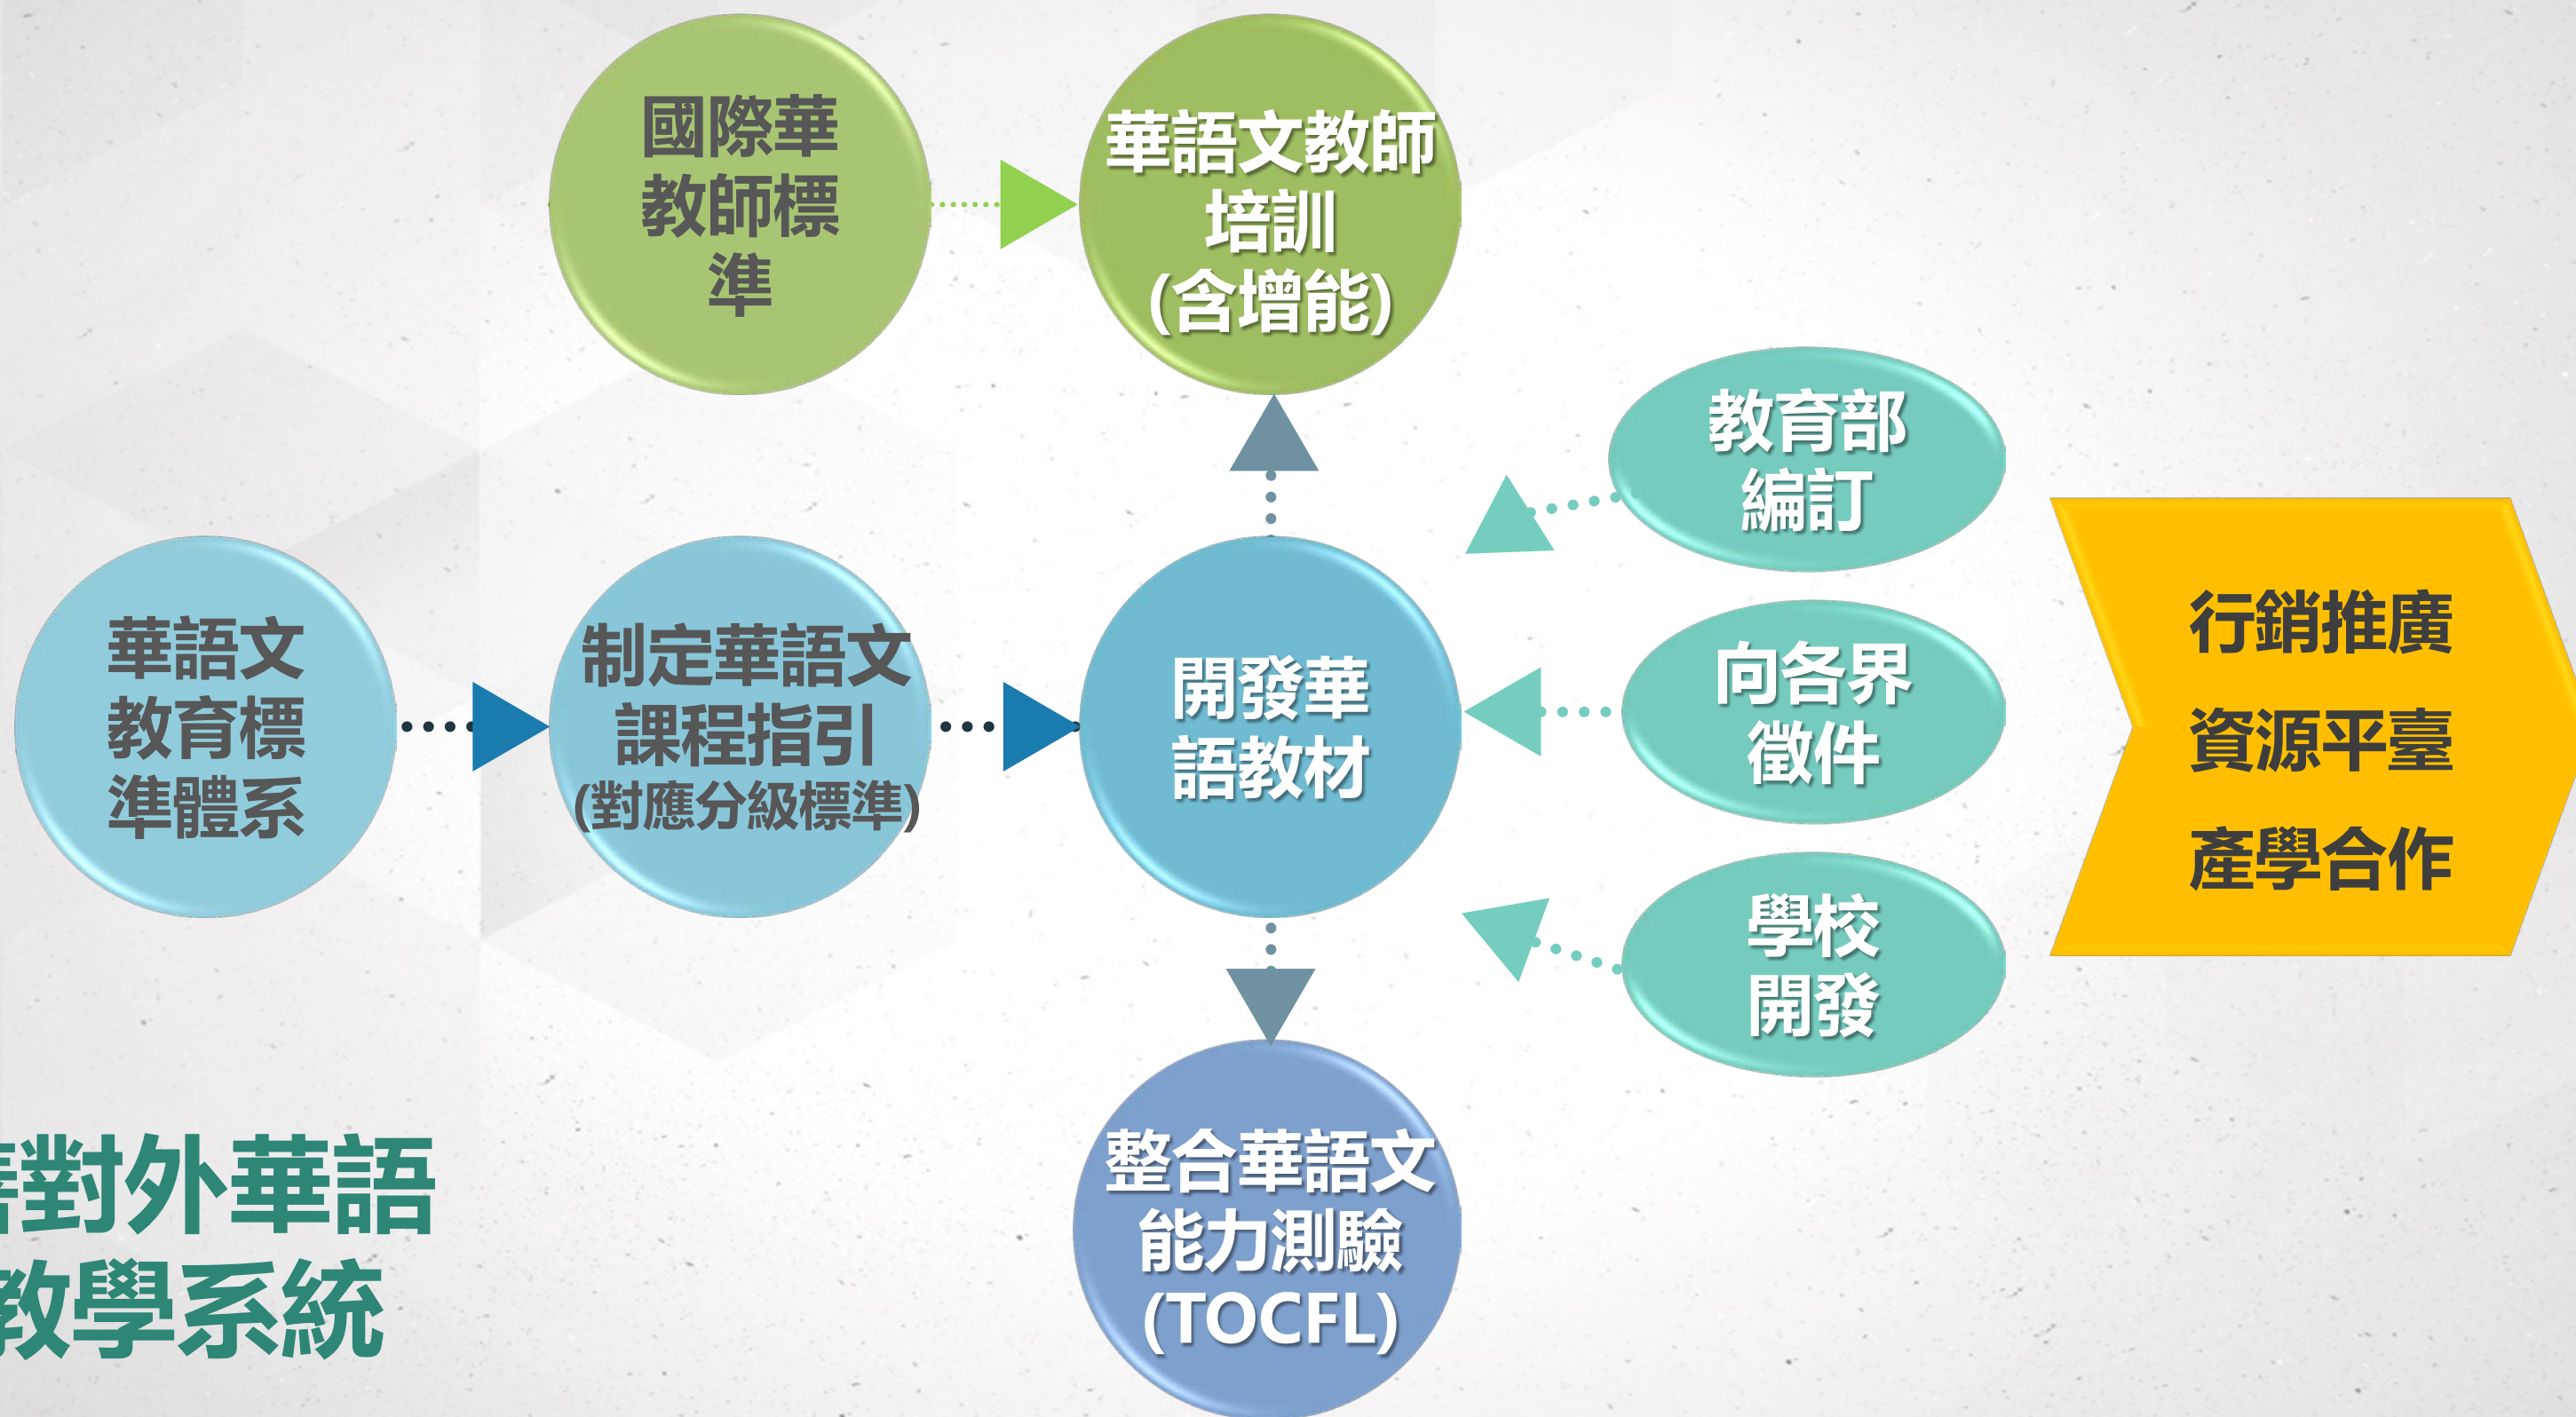 國際華
教師標
準
華語文教師
培訓
(含增能)
華語文
教育標
準體系
制定華語文
課程指引
(對應分級標準)
開發華
語教材
教育部
編訂
向各界
徵件
學校
開發
行銷推廣
資源平臺
產學合作
整合華語文
能力測驗
(TOCFL)
對外華語
教學系統